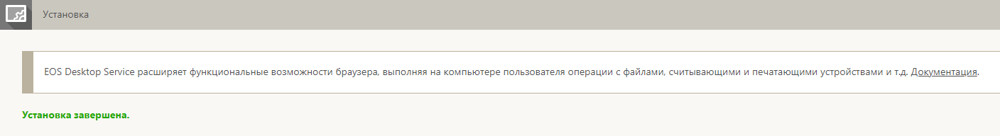 Установка
EOS Desktop Service расширяет функциональные возможности браузера, выполняя на компьютере пользователя операции с файлами, считывающими и печатающими устройствами и т.д. Документация.
Установка завершена.